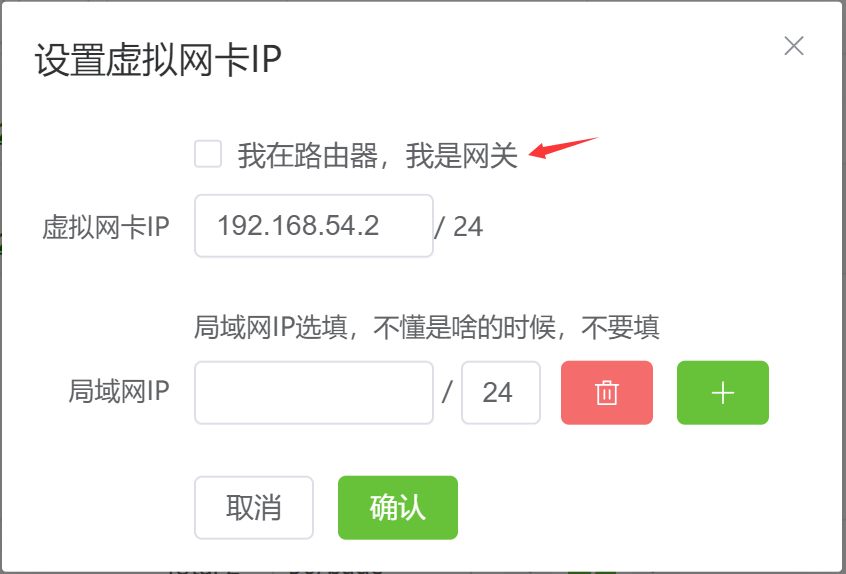 设置虚拟网卡IP
我在路由器，我是网关
虚拟网卡IP 192.168.54.2 / 24
局域网IP选填，不懂是啥的时候，不要填
局域网IP / 24
取消 确认